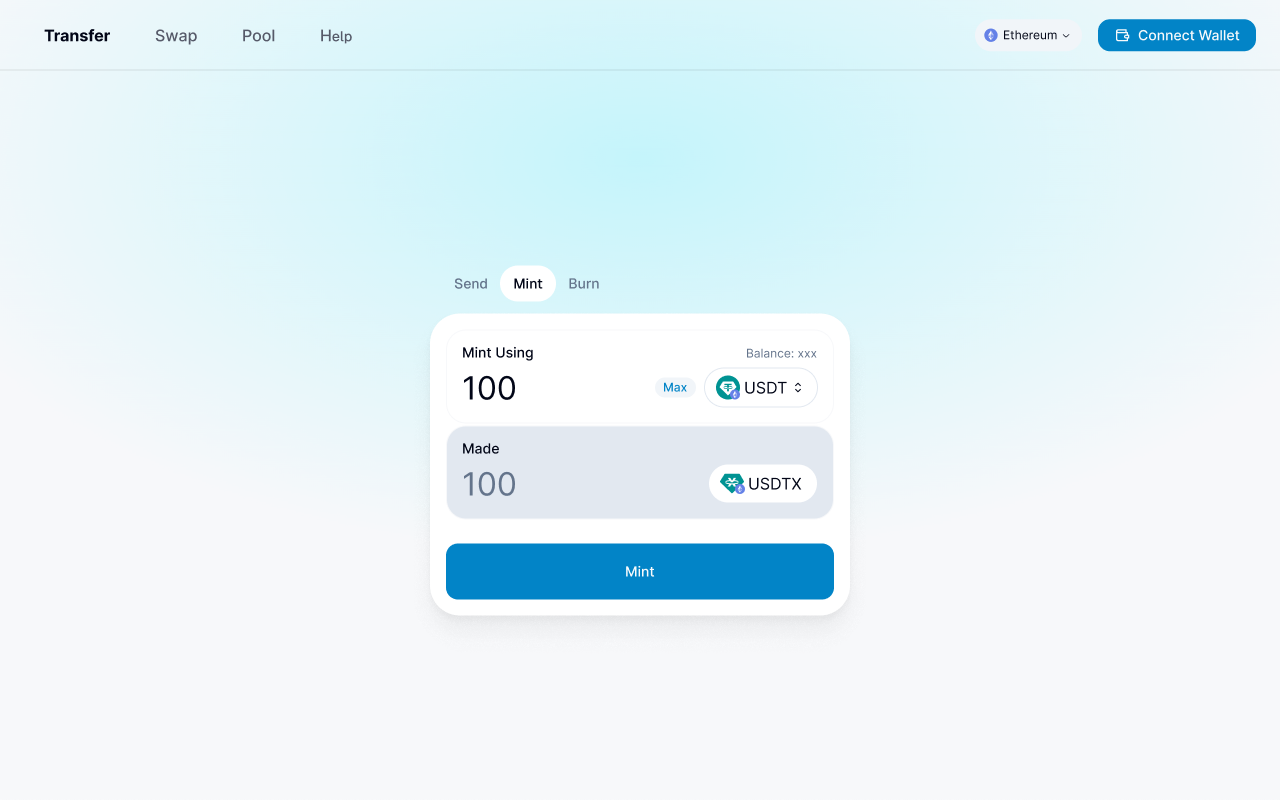 Transfer Swap Pool Help Ethereum Connect Wallet
Send Mint Burn
Mint Using Balance: xxx
100 Max USDT
Made
100 USDTX
Mint